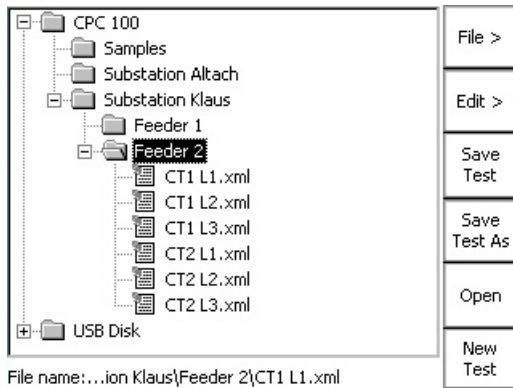 CPC 100
Samples
Substation Altach
Substation Klaus
Feeder 1
Feeder 2
CT1 L1.xml
CT1 L2.xml
CT1 L3.xml
CT2 L1.xml
CT2 L2.xml
CT2 L3.xml
USB Disk
File name:...ion Klaus\Feeder 2\CT1 L1.xml
File >
Edit >
Save
Test
Save
Test As
Open
New
Test